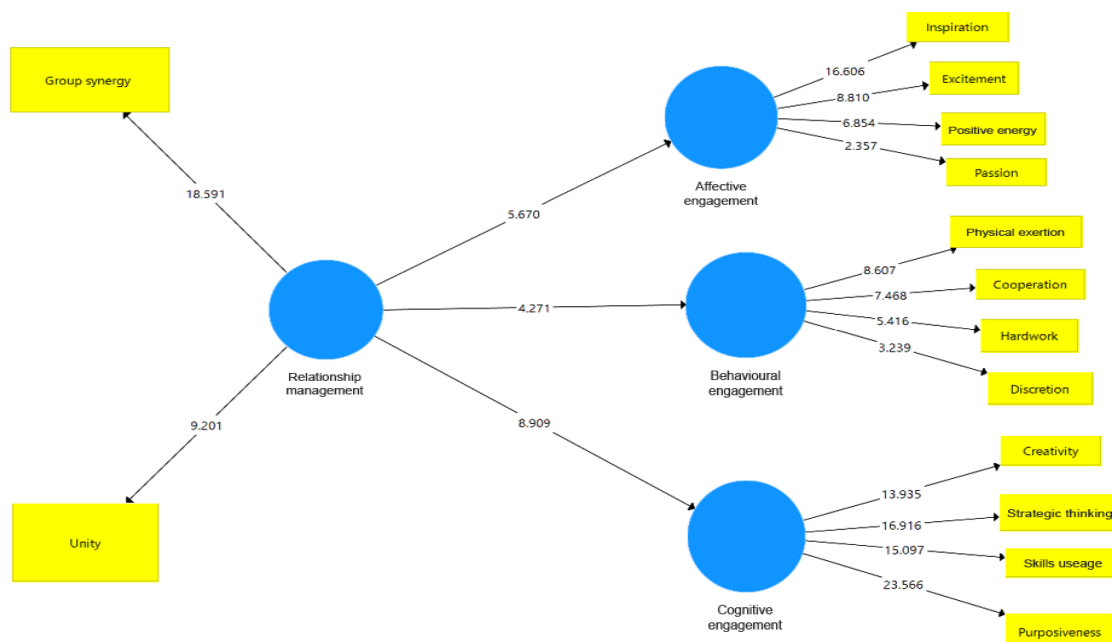 Inspiration
Group synergy
16.606
Excitement
8.810
6.854
Positive energy
2.357
Passion
Affective
engagement
18.591
5.670
Physical exertion
8.607
Cooperation
7.468
4.271
5.416
Hardwork
3.239
Relationship
management
Behavioural
engagement
Discretion
9.201
8.909
Creativity
13.935
Strategic thinking
16.916
Unity
15.097
Skills useage
23.566
Cognitive
engagement
Purposiveness